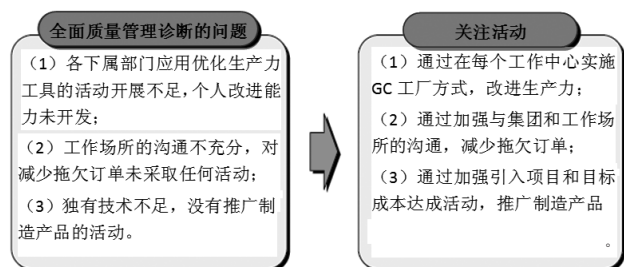 全面质量管理诊断的问题
（1）各下属部门应用优化生产力
工具的活动开展不足，个人改进能
力未开发；
（2）工作场所的沟通不充分，对
减少拖欠订单未采取任何活动；
（3）独有技术不足，没有推广制
造产品的活动。
关注活动
（1）通过在每个工作中心实施
GC 工厂方式，改进生产力；
（2）通过加强与集团和工作场
所的沟通，减少拖欠订单；
（3）通过加强引入项目和目标
成本达成活动，推广制造产品
。